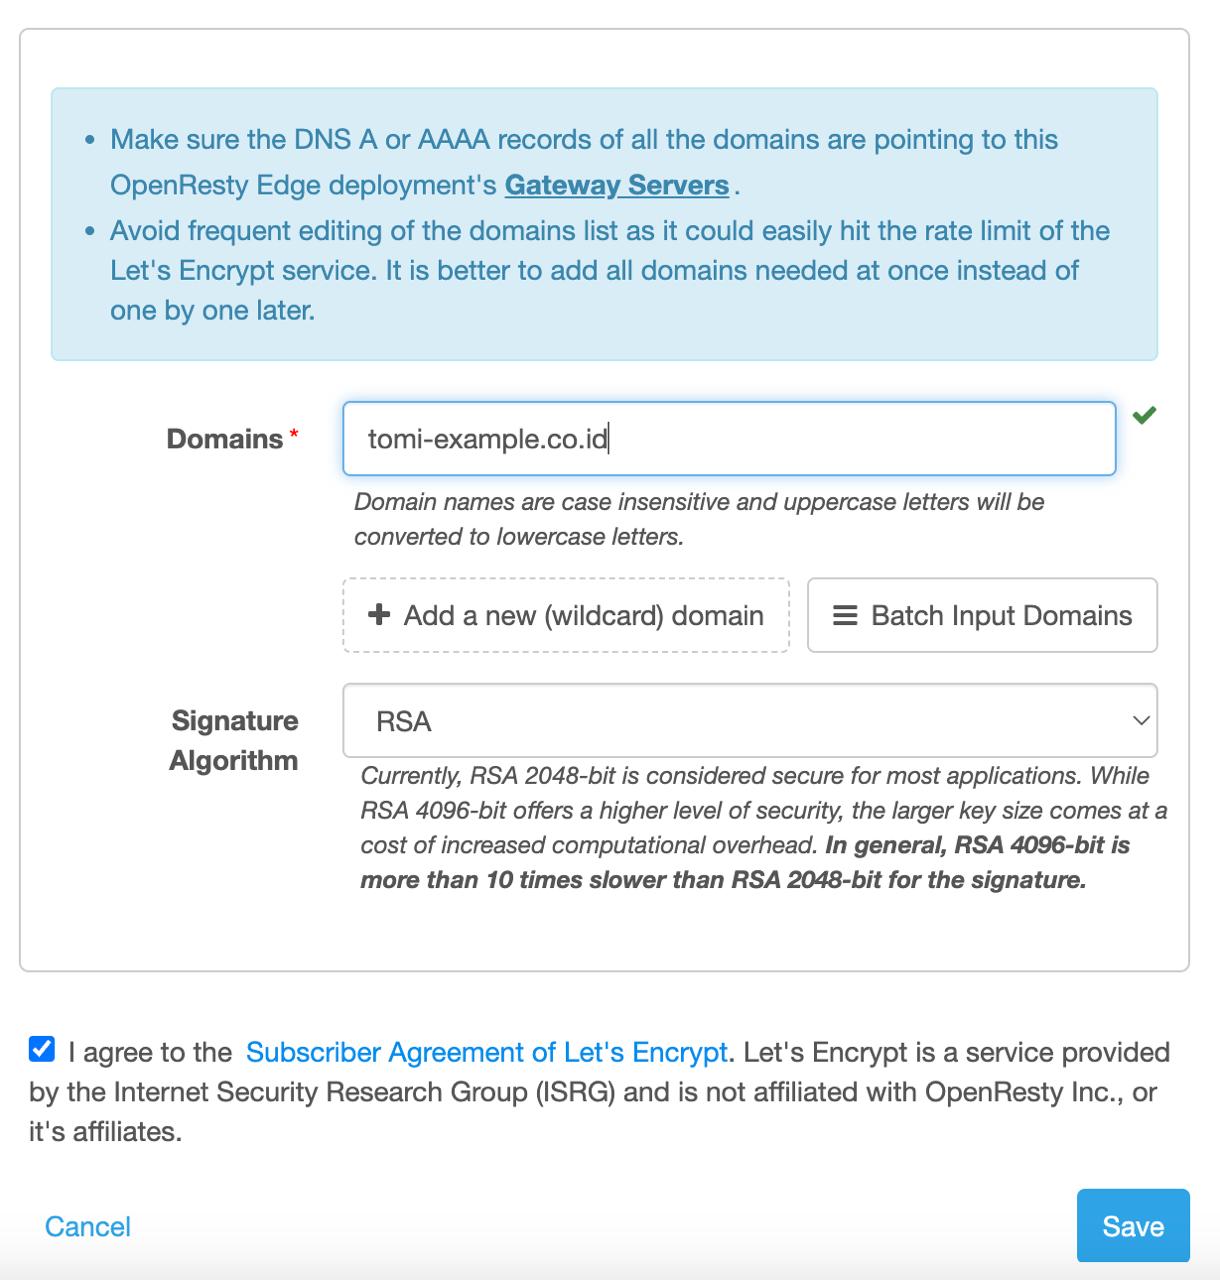 • Make sure the DNS A or AAAA records of all the domains are pointing to this
OpenResty Edge deployment's Gateway Servers .
• Avoid frequent editing of the domains list as it could easily hit the rate limit of the
Let's Encrypt service. It is better to add all domains needed at once instead of
one by one later.
Domains *
tomi-example.co.id
Domain names are case insensitive and uppercase letters will be
converted to lowercase letters.
Add a new (wildcard) domain
Batch Input Domains
Signature
Algorithm
RSA
Currently, RSA 2048-bit is considered secure for most applications. While
RSA 4096-bit offers a higher level of security, the larger key size comes at a
cost of increased computational overhead. In general, RSA 4096-bit is
more than 10 times slower than RSA 2048-bit for the signature.
I agree to the Subscriber Agreement of Let's Encrypt. Let's Encrypt is a service provided
by the Internet Security Research Group (ISRG) and is not affiliated with OpenResty Inc., or
it's affiliates.
Cancel
Save